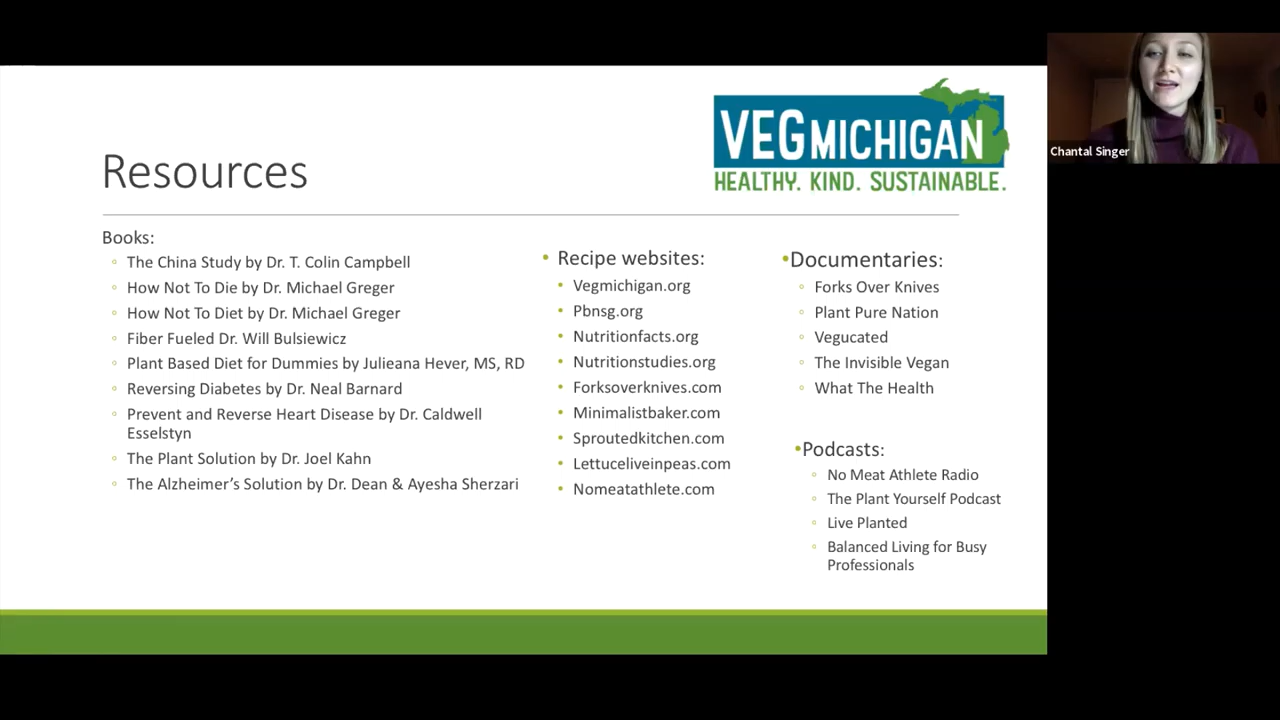 VEGMICHIGAN
HEALTHY. KIND. SUSTAINABLE.
Chantal Singer
Resources
Books:
The China Study by Dr. T. Colin Campbell
How Not To Die by Dr. Michael Greger
How Not To Diet by Dr. Michael Greger
Fiber Fueled Dr. Will Bulsiewicz
Plant Based Diet for Dummies by Julieana Hever, MS, RD
Reversing Diabetes by Dr. Neal Barnard
Prevent and Reverse Heart Disease by Dr. Caldwell
Esselstyn
The Plant Solution by Dr. Joel Kahn
The Alzheimer’s Solution by Dr. Dean & Ayesha Sherzari
Recipe websites:
Vegmichigan.org
Pbnsg.org
Nutritionfacts.org
Nutritionstudies.org
Forksoverknives.com
Minimalistbaker.com
Sproutedkitchen.com
Lettuceliveinpeas.com
Nomeatathlete.com
Documentaries:
Forks Over Knives
Plant Pure Nation
Vegucated
The Invisible Vegan
What The Health
Podcasts:
No Meat Athlete Radio
The Plant Yourself Podcast
Live Planted
Balanced Living for Busy
Professionals